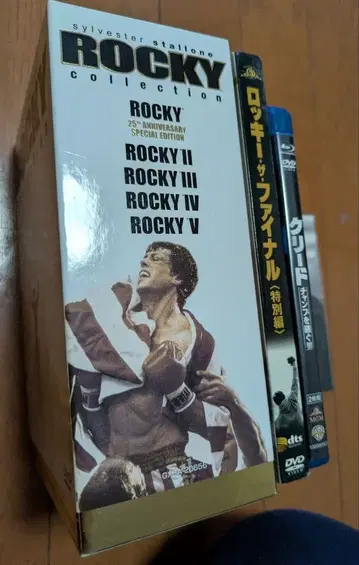 sylvester stallone
ROCKY
collection
ROCKY
25TH ANNIVERSARY
SPECIAL EDITION
ROCKY II
ROCKY III
ROCKY IV
ROCKY V
ロッキー・ザ・ファイナル
〈特別編〉
dts
DVD
VIDEO
DVD
クリード
チャンプを継ぐ男
2枚組